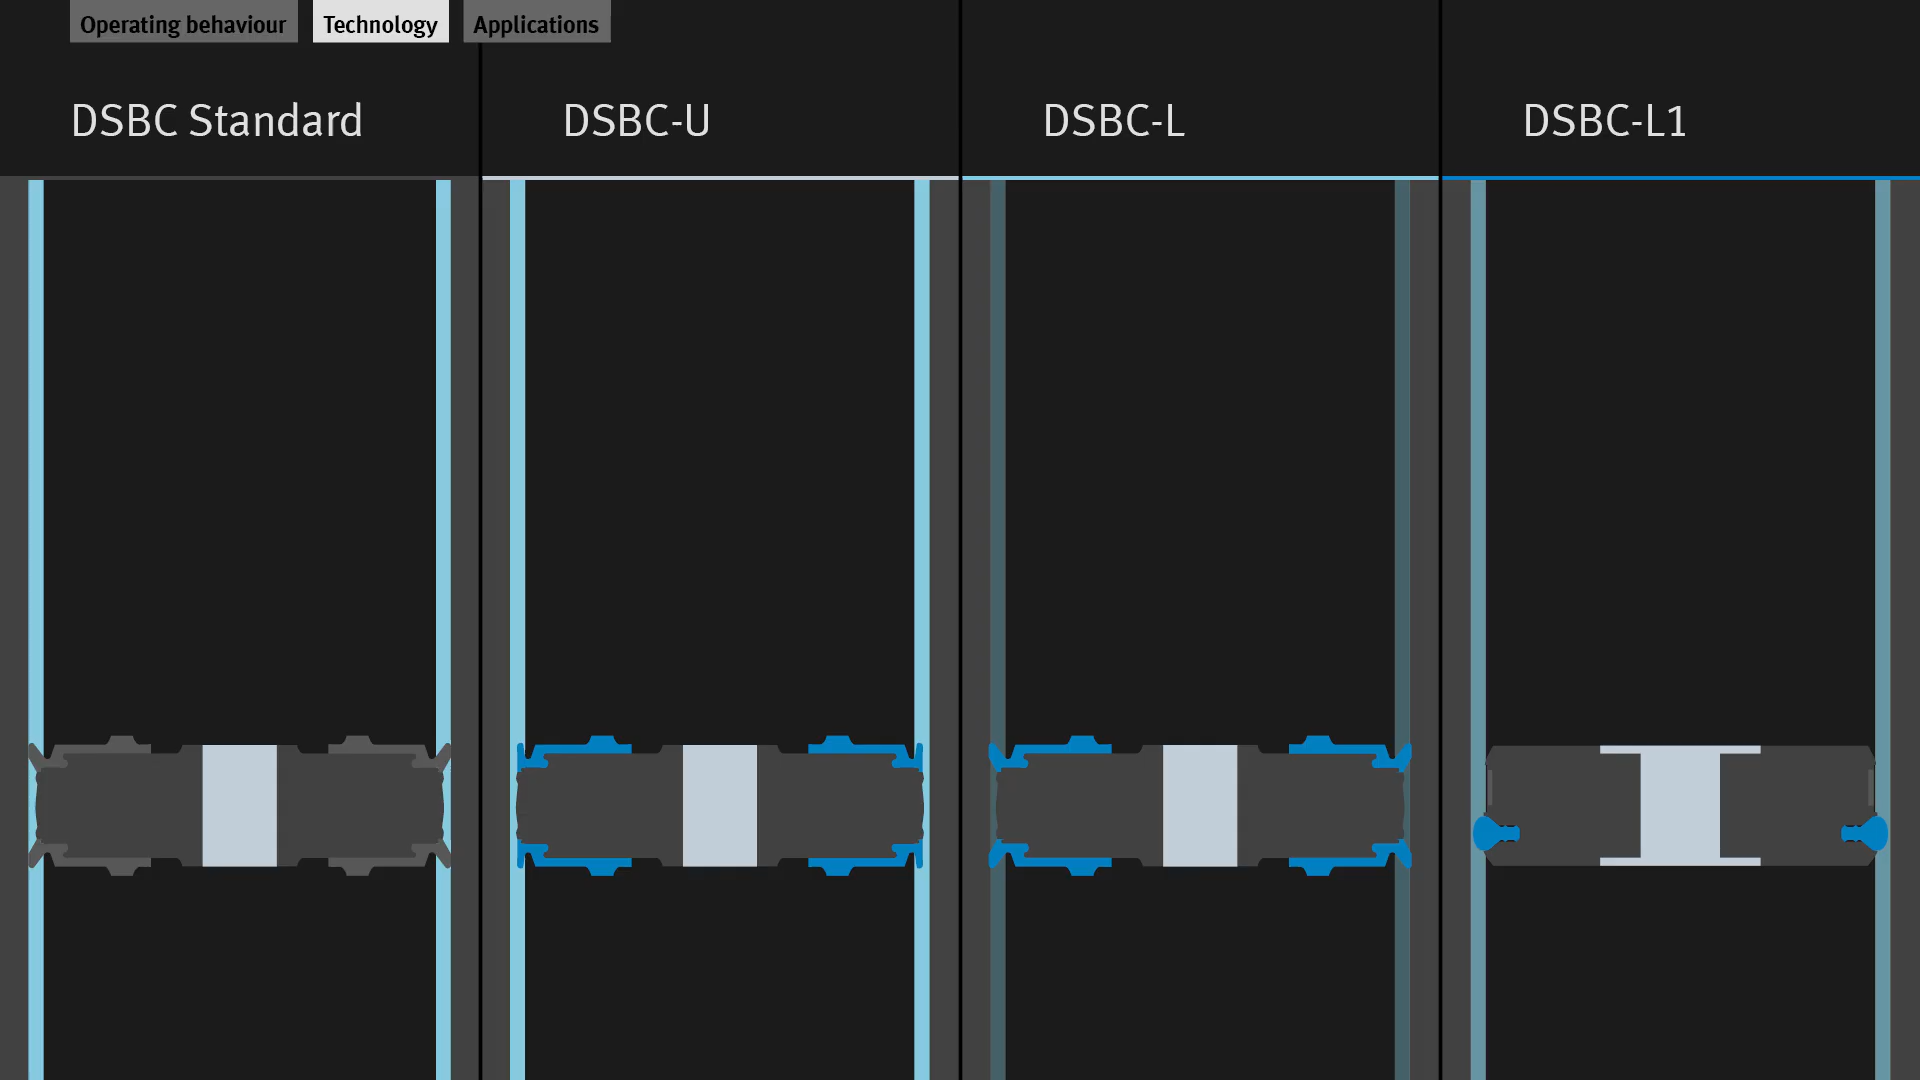 Operating behaviour Technology Applications
DSBC Standard DSBC-U DSBC-L DSBC-L1